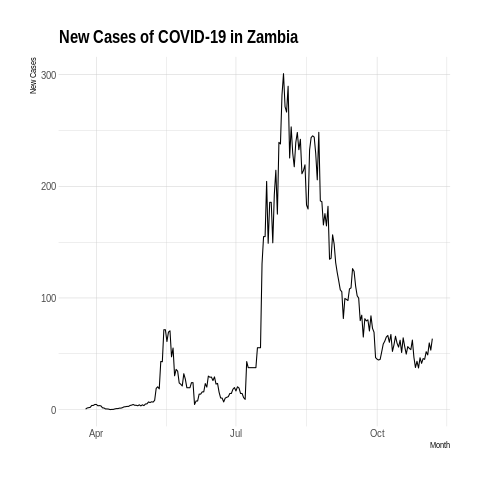 New Cases of COVID-19 in Zambia
New Cases
300
200
100
0
Apr
Jul
Oct
Month